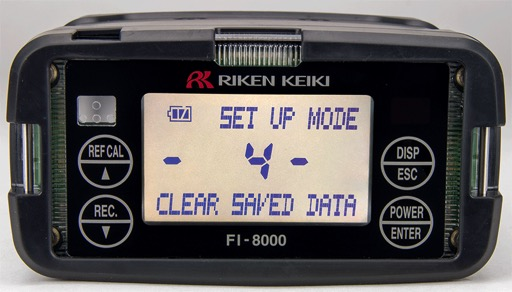 RIKEN KEIKI
SET UP MODE
REF CAL
- 4 -
DISP
ESC
REC.
CLEAR SAVED DATA
POWER
ENTER
FI-8000